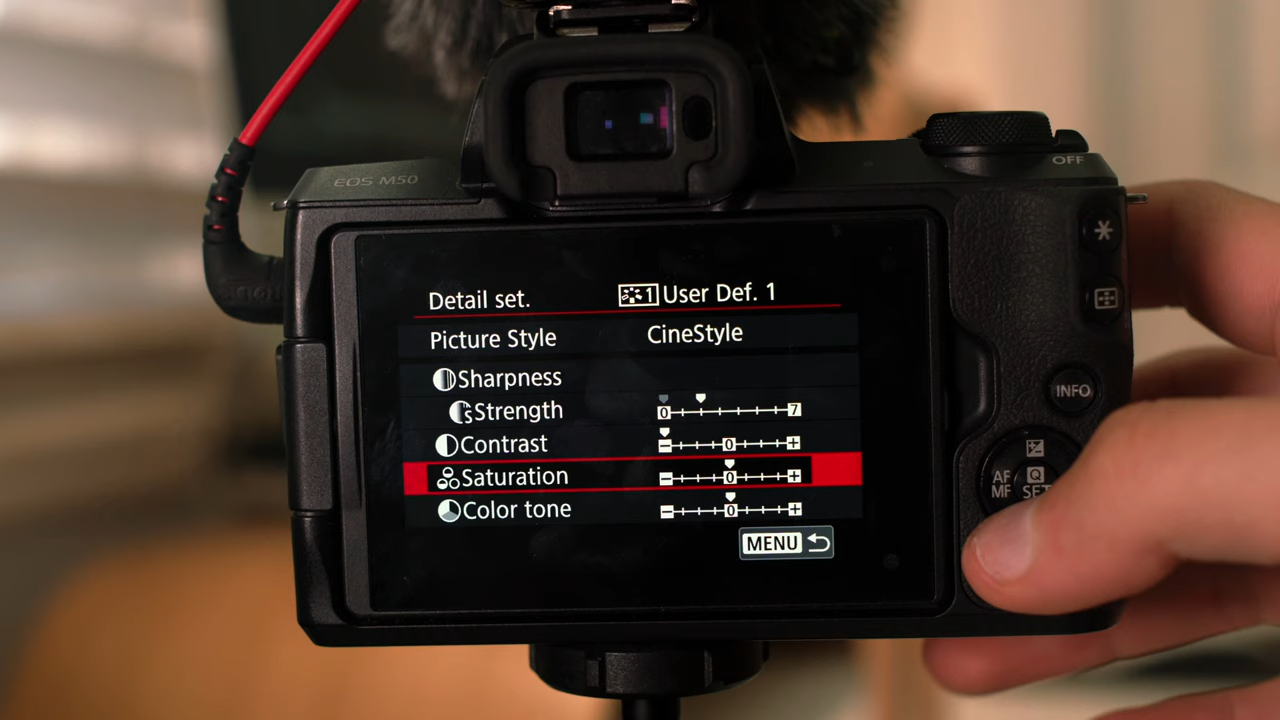 EOS M50
OFF
Detail set. User Def. 1
Picture Style CineStyle
Sharpness
INFO
Strength 0 7
Contrast 0
Saturation 0
AF Q
MF SET
Color tone 0
MENU